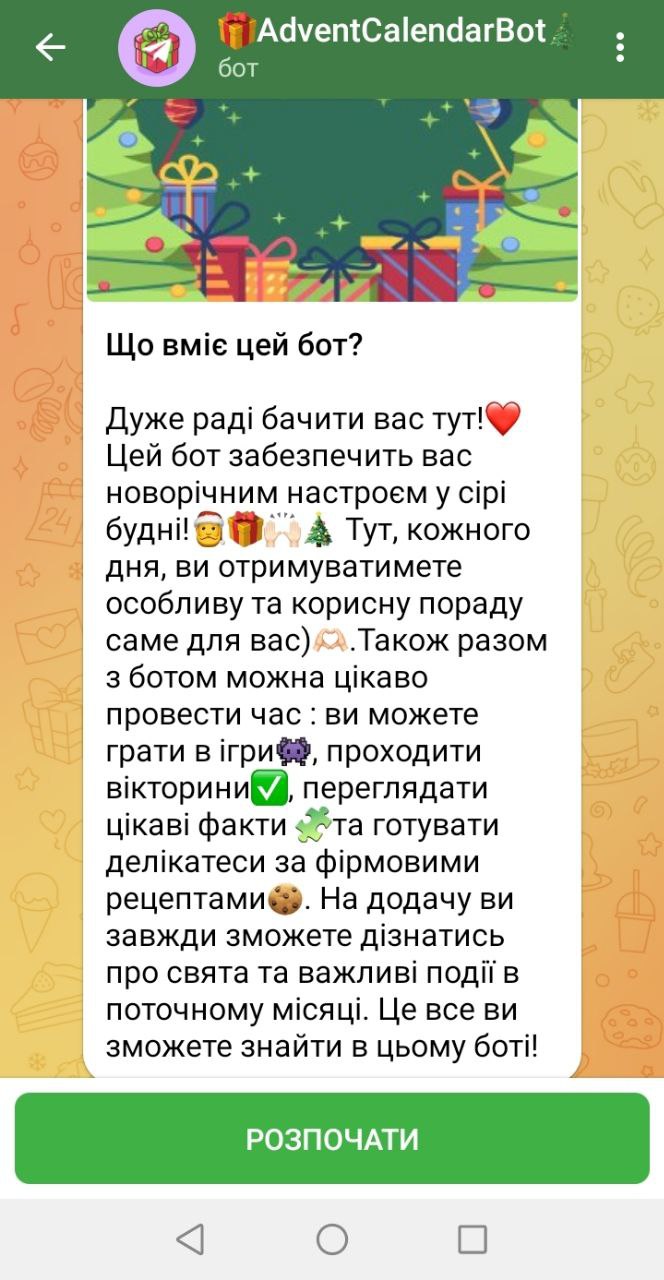 🎁AdventCalendarBot🎄
бот
Що вміє цей бот?
Дуже раді бачити вас тут!❤️
Цей бот забезпечить вас
новорічним настроєм у сірі
будні!🎅🎁🙌🏻🎄 Тут, кожного
дня, ви отримуватимете
особливу та корисну пораду
саме для вас)🫶🏻.Також разом
з ботом можна цікаво
провести час : ви можете
грати в ігри👾, проходити
вікторини✅, переглядати
цікаві факти 🧩та готувати
делікатеси за фірмовими
рецептами🍪. На додачу ви
завжди зможете дізнатись
про свята та важливі події в
поточному місяці. Це все ви
зможете знайти в цьому боті!
РОЗПОЧАТИ